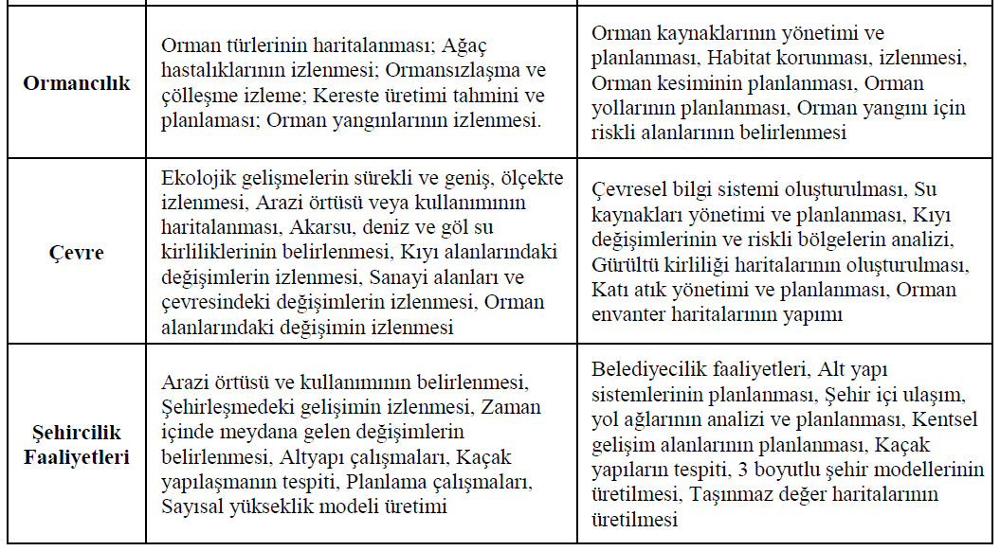 Ormancılık
Orman türlerinin haritalanması; Ağaç
hastalıklarının izlenmesi; Ormansızlaşma ve
çölleşme izleme; Kereste üretimi tahmini ve
planlaması; Orman yangınlarının izlenmesi.
Orman kaynaklarının yönetimi ve
planlanması, Habitat korunması, izlenmesi,
Orman kesiminin planlanması, Orman
yollarının planlanması, Orman yangını için
riskli alanlarının belirlenmesi
Çevre
Ekolojik gelişmelerin sürekli ve geniş, ölçekte
izlenmesi, Arazi örtüsü veya kullanımının
haritalanması, Akarsu, deniz ve göl su
kirliliklerinin belirlenmesi, Kıyı alanlarındaki
değişimlerin izlenmesi, Sanayi alanları ve
çevresindeki değişimlerin izlenmesi, Orman
alanlarındaki değişimin izlenmesi
Çevresel bilgi sistemi oluşturulması, Su
kaynakları yönetimi ve planlanması, Kıyı
değişimlerinin ve riskli bölgelerin analizi,
Gürültü kirliliği haritalarının oluşturulması,
Katı atık yönetimi ve planlanması, Orman
envanter haritalarının yapımı
Şehircilik
Faaliyetleri
Arazi örtüsü ve kullanımının belirlenmesi,
Şehirleşmedeki gelişimin izlenmesi, Zaman
içinde meydana gelen değişimlerin
belirlenmesi, Altyapı çalışmaları, Kaçak
yapılaşmanın tespiti, Planlama çalışmaları,
Sayısal yükseklik modeli üretimi
Belediyecilik faaliyetleri, Alt yapı
sistemlerinin planlanması, Şehir içi ulaşım,
yol ağlarının analizi ve planlanması, Kentsel
gelişim alanlarının planlanması, Kaçak
yapıların tespiti, 3 boyutlu şehir modellerinin
üretilmesi, Taşınmaz değer haritalarının
üretilmesi